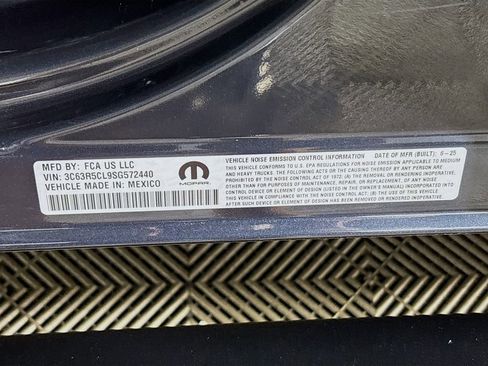 MFD BY: FCA US LLC
VIN: 3C63R5CL9SG572440
VEHICLE MADE IN: MEXICO
MOPAR
VEHICLE NOISE EMISSION CONTROL INFORMATION DATE OF MFR (BUILT): 6-25
THIS VEHICLE CONFORMS TO U.S. EPA REGULATIONS FOR NOISE EMISSION APPLICABLE TO MEDIUM
AND HEAVY TRUCKS. THE FOLLOWING ACTS OR THE CAUSING THEREOF BY ANY PERSON ARE
PROHIBITED BY THE NOISE CONTROL ACT OF 1972: (A) THE REMOVAL OR RENDERING INOPERATIVE,
OTHER THAN FOR PURPOSES OF MAINTENANCE, REPAIR, OR REPLACEMENT, OF ANY NOISE CONTROL
DEVICE OR ELEMENT OF DESIGN (LISTED IN THE OWNER'S MANUAL) INCORPORATED INTO THIS
VEHICLE IN COMPLIANCE WITH THE NOISE CONTROL ACT.
(B) THE USE OF THIS VEHICLE
AFTER SUCH DEVICE OR ELEMENT OF DESIGN HAS BEEN REMOVED OR RENDERED INOPERATIVE.